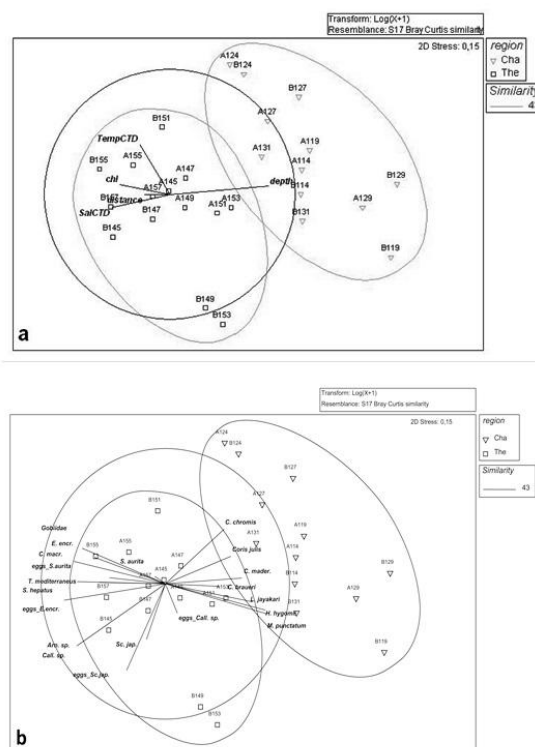 Transform: Log(X+1)
Resemblance: S17 Bray Curtis similarity
2D Stress: 0,15
region
Cha
The
Similarity
A124
B124
B127
A127
B151
A119
TempCTD
A131
B155
A155
A114
A147
B129
chl
A145
depth
A157
B114
distance
A149
A153
A129
SalCTD
B147
A151
B131
B145
B119
B149
B153
a
Transform: Log(X+1)
Resemblance: S17 Bray Curtis similarity
2D Stress: 0,15
region
Cha
The
Similarity
43
A124
B124
B127
B151
A127
Gobiidae
C. chromis
A119
E. encr.
B155
A155
A131
C. macr.
Coris julis
A114
eggs_S.aurita
S. aurita
A147
A145
C. mader.
B129
T. mediterraneus
B114
S. hepatus
C. braueri
B157
L. jayakari
A129
eggs_E.encr.
B147
H. hygomii
B131
eggs_Call. sp.
M. punctatum
B145
Arn. sp.
Sc. jap.
Call. sp.
B119
eggs_Sc.jap.
B149
B153
b